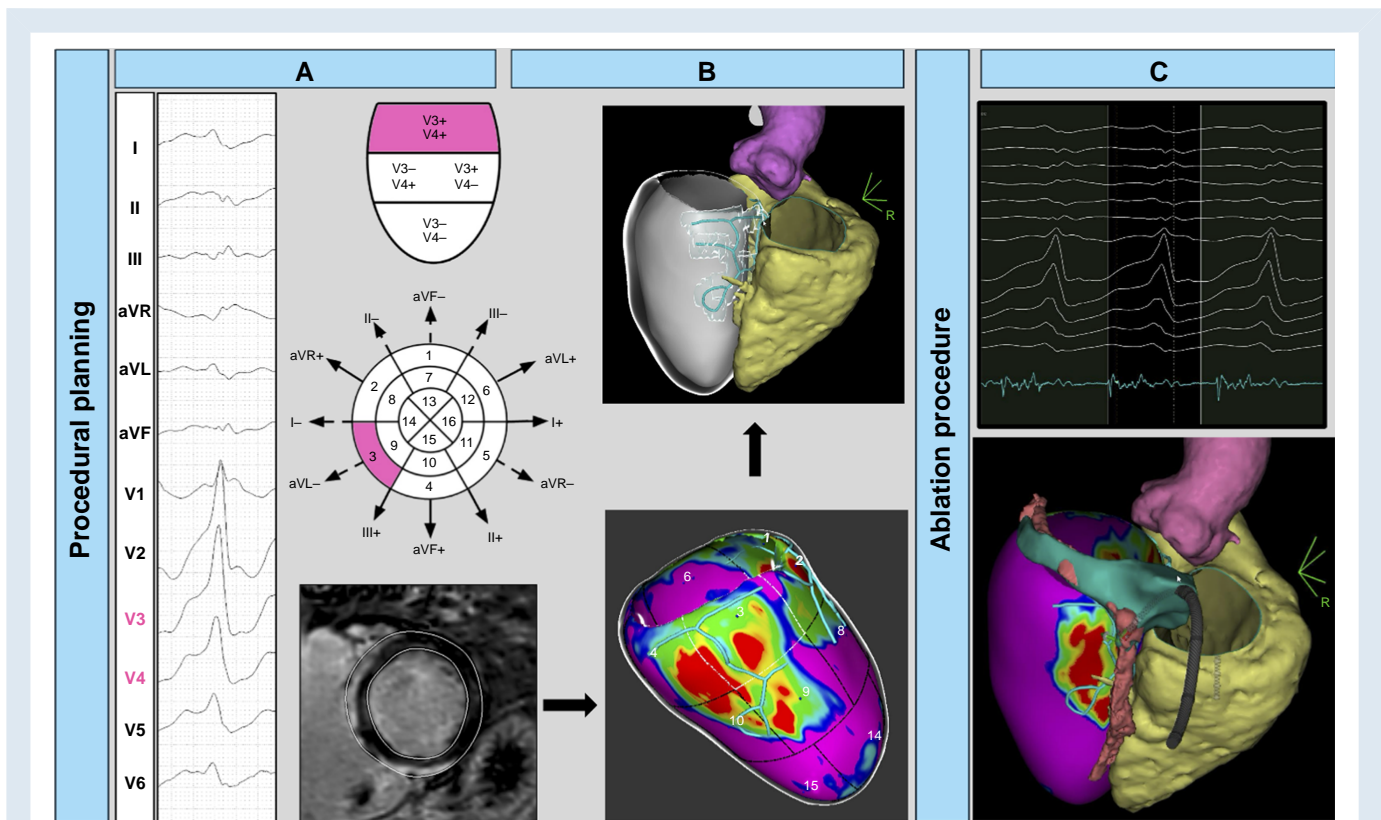 A
B
C
Procedural planning
Ablation procedure
I
II
III
aVR
aVL
aVF
V1
V2
V3
V4
V5
V6
V3+
V4+
V3–
V3+
V4+
V4–
V3–
V4–
aVF–
II–
III–
aVR+
aVL+
I–
I+
aVL–
aVR–
III+
II+
aVF+
1
2
7
6
8
13
12
14
16
3
9
15
11
5
10
4
R
1
2
6
3
8
4
9
10
14
15
R